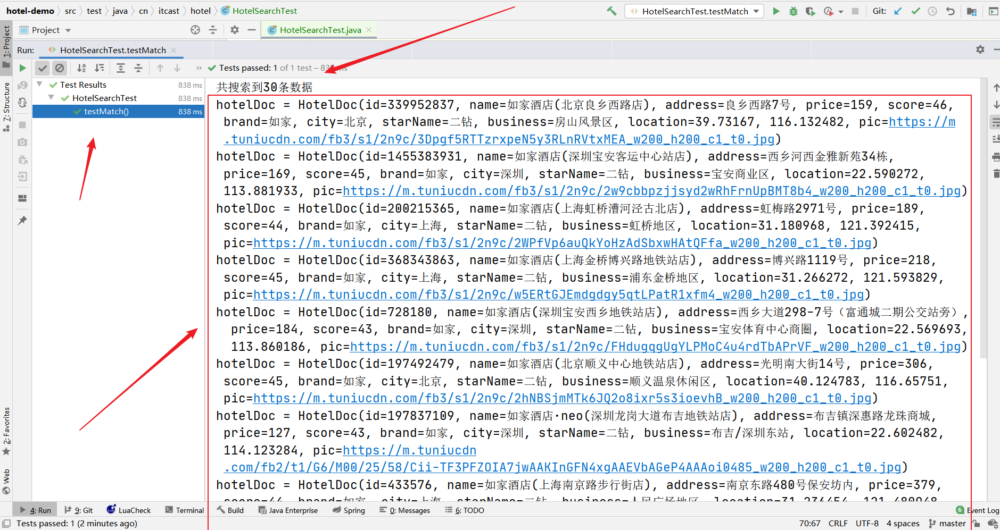 hotel-demo src test java cn itcast hotel HotelSearchTest HotelSearchTest.testMatch Git:
Project HotelSearchTest.java
Run: HotelSearchTest.testMatch
Tests passed: 1 of 1 test – 838 ms
Test Results 838 ms
HotelSearchTest 838 ms
testMatch() 838 ms
1: Project
7: Structure
2: Favorites
Web
共搜索到30条数据
hotelDoc = HotelDoc(id=339952837, name=如家酒店(北京良乡西路店), address=良乡西路7号, price=159, score=46,
brand=如家, city=北京, starName=二钻, business=房山风景区, location=39.73167, 116.132482, pic=https://m
.tuniucdn.com/fb3/s1/2n9c/3Dpgf5RTTzrxpeN5y3RLnRVtxMEA_w200_h200_c1_t0.jpg)
hotelDoc = HotelDoc(id=1455383931, name=如家酒店(深圳宝安客运中心站店), address=西乡河西金雅新苑34栋,
price=169, score=45, brand=如家, city=深圳, starName=二钻, business=宝安商业区, location=22.590272,
113.881933, pic=https://m.tuniucdn.com/fb3/s1/2n9c/2w9cbbpzjjsyd2wRhFrnUpBMT8b4_w200_h200_c1_t0.jpg)
hotelDoc = HotelDoc(id=200215365, name=如家酒店(上海虹桥漕河泾古北店), address=虹梅路2971号, price=189,
score=44, brand=如家, city=上海, starName=二钻, business=虹桥地区, location=31.180968, 121.392415,
pic=https://m.tuniucdn.com/fb3/s1/2n9c/2WPfVp6auQkYoHzAdSbxwHAtQFfa_w200_h200_c1_t0.jpg)
hotelDoc = HotelDoc(id=368343863, name=如家酒店(上海金桥博兴路地铁站店), address=博兴路1119号, price=218,
score=45, brand=如家, city=上海, starName=二钻, business=浦东金桥地区, location=31.266272, 121.593829,
pic=https://m.tuniucdn.com/fb3/s1/2n9c/w5ERtGJEmdgdgy5qtLPatR1xfm4_w200_h200_c1_t0.jpg)
hotelDoc = HotelDoc(id=728180, name=如家酒店(深圳宝安西乡地铁站店), address=西乡大道298-7号（富通城二期公交站旁）,
price=184, score=43, brand=如家, city=深圳, starName=二钻, business=宝安体育中心商圈, location=22.569693,
113.860186, pic=https://m.tuniucdn.com/fb3/s1/2n9c/FHdugqgUgYLPMoC4u4rdTbAPrVF_w200_h200_c1_t0.jpg)
hotelDoc = HotelDoc(id=197492479, name=如家酒店(北京顺义中心地铁站店), address=光明南大街14号, price=306,
score=45, brand=如家, city=北京, starName=二钻, business=顺义温泉休闲区, location=40.124783, 116.65751,
pic=https://m.tuniucdn.com/fb3/s1/2n9c/2hNBSjmMTk6JQ2o8ixr5s3ioevhB_w200_h200_c1_t0.jpg)
hotelDoc = HotelDoc(id=197837109, name=如家酒店·neo(深圳龙岗大道布吉地铁站店), address=布吉镇深惠路龙珠商城,
price=127, score=43, brand=如家, city=深圳, starName=二钻, business=布吉/深圳东站, location=22.602482,
114.123284, pic=https://m.tuniucdn
.com/fb2/t1/G6/M00/25/58/Cii-TF3PFZOIA7jwAAKInGFN4xgAAEVbAGeP4AAAoi0485_w200_h200_c1_t0.jpg)
hotelDoc = HotelDoc(id=433576, name=如家酒店(上海南京路步行街店), address=南京东路480号保安坊内, price=379,
score=44, brand=如家, city=上海, starName=二钻, business=人民广场地区, location=31.236454, 121.480948,
4: Run 9: Git LuaCheck Terminal Build Java Enterprise Spring 0: Messages 6: TODO 6 Event Log
Tests passed: 1 (2 minutes ago) 70:67 CRLF UTF-8 4 spaces master